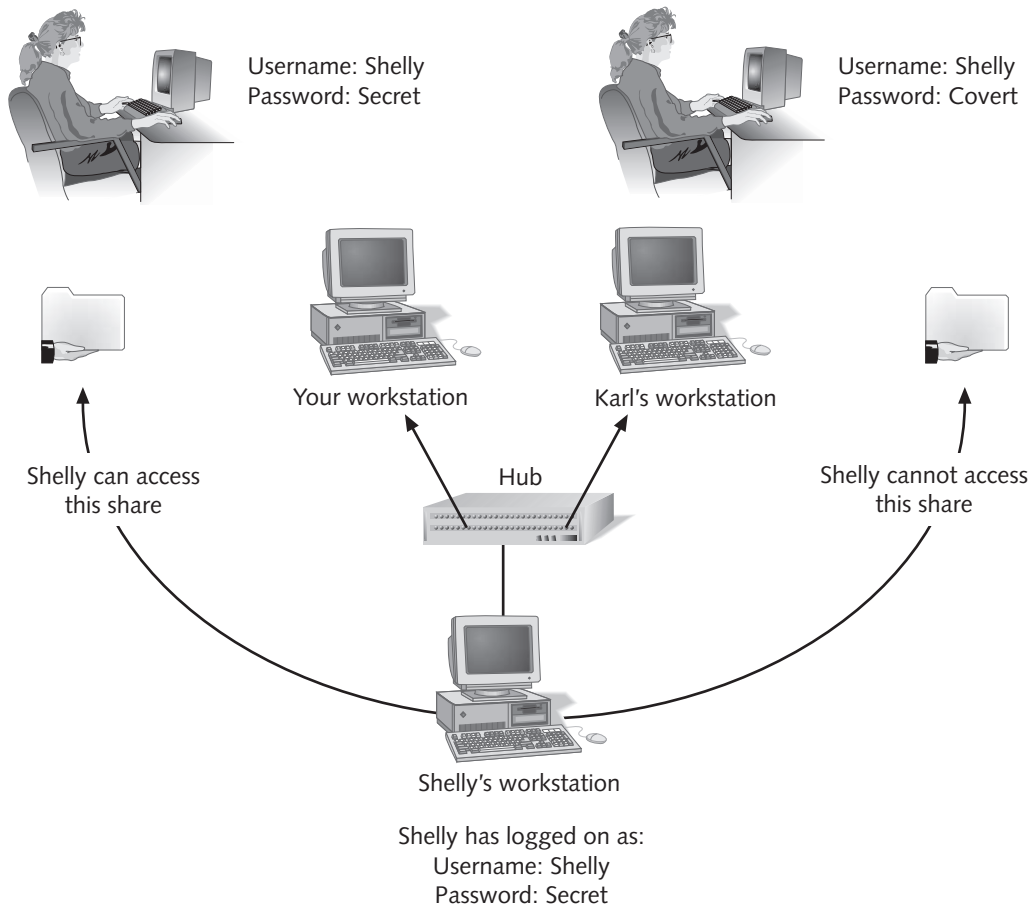 Username: Shelly
Password: Secret
Username: Shelly
Password: Covert
Your workstation
Karl's workstation
Shelly can access
this share
Hub
Shelly cannot access
this share
Shelly's workstation
Shelly has logged on as:
Username: Shelly
Password: Secret